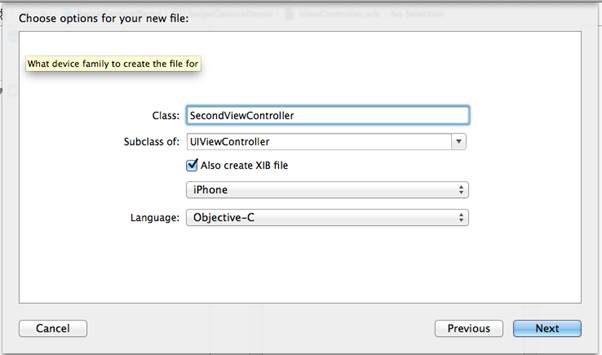 Choose options for your new file:
What device family to create the file for
Class: SecondViewController
Subclass of: UIViewController
Also create XIB file
iPhone
Language: Objective-C
Cancel Previous Next